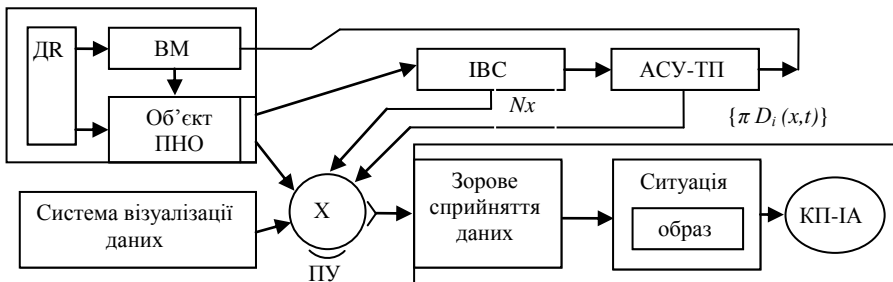 ДR
ВМ
ІВС
АСУ-ТП
Об’єкт
ПНО
Nx
{π D_i (x,t)}
Система візуалізації
даних
X
ПУ
Зорове
сприйняття
даних
Ситуація
образ
КП-ІА